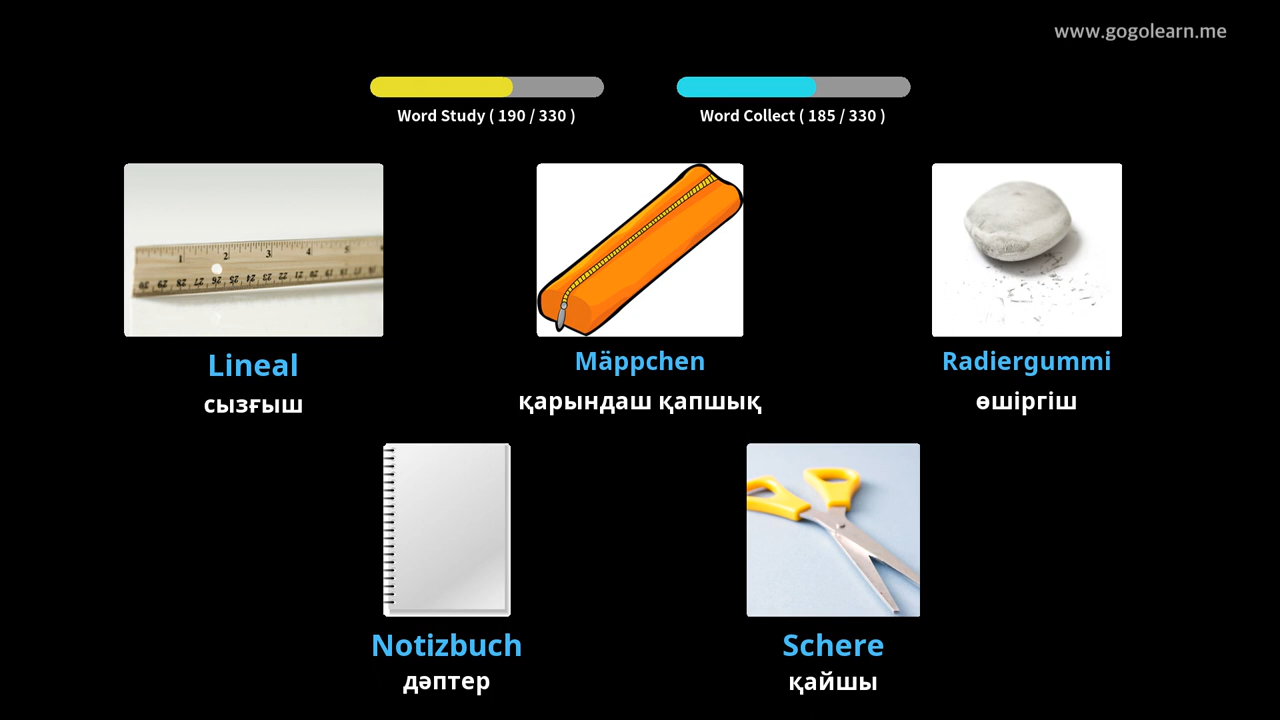 www.gogolearn.me
Word Study ( 190 / 330 )
Word Collect ( 185 / 330 )
Lineal
сызғыш
Mäppchen
қарындаш қапшық
Radiergummi
өшіргіш
Notizbuch
дәптер
Schere
қайшы